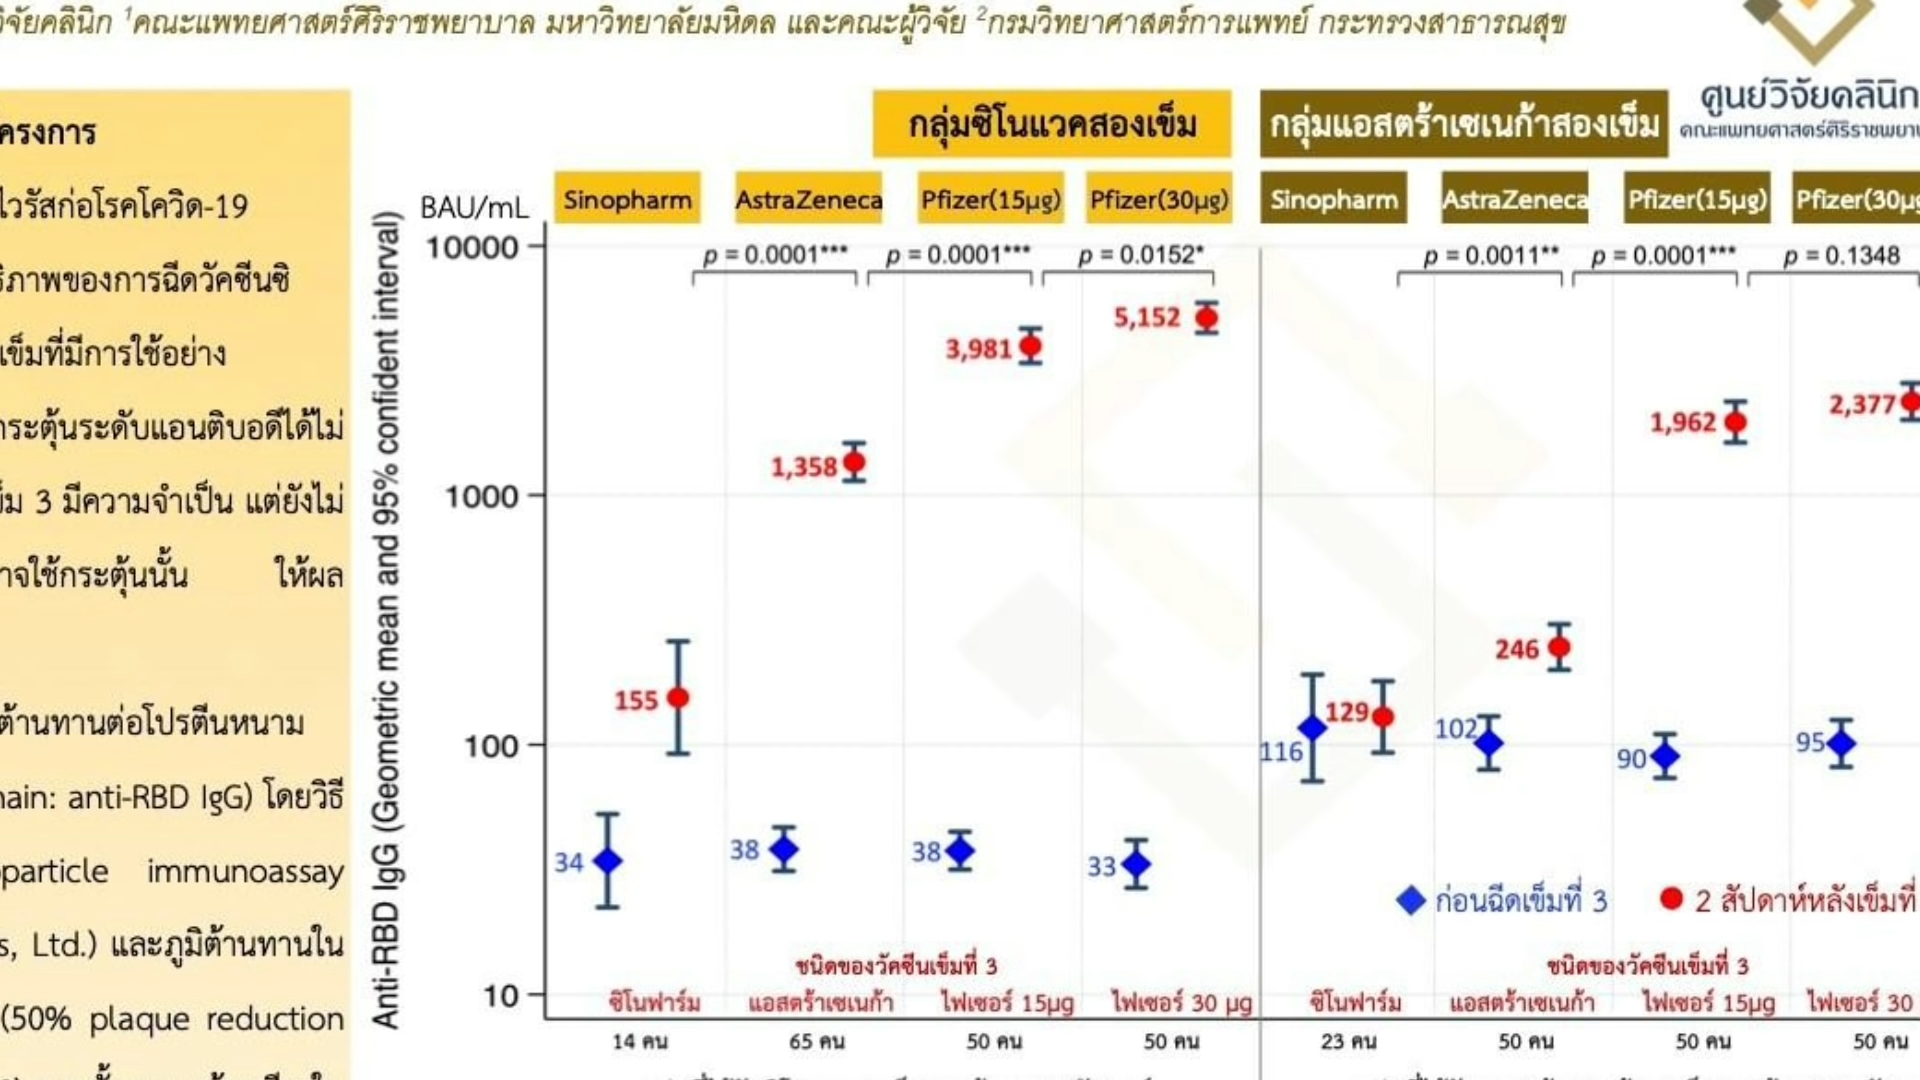 วิจัยคลินิก ¹คณะแพทยศาสตร์ศิริราชพยาบาล มหาวิทยาลัยมหิดล และคณะผู้วิจัย ²กรมวิทยาศาสตร์การแพทย์ กระทรวงสาธารณสุข
ศูนย์วิจัยคลินิก
คณะแพทยศาสตร์ศิริราชพยาบา
ครงการ
ไวรัสก่อโรคโควิด-19
ธิภาพของการฉีดวัคซีนซิ
เข็มที่มีการใช้อย่าง
กระตุ้นระดับแอนติบอดีได้ไม่
ข็ม 3 มีความจำเป็น แต่ยังไม่
าจใช้กระตุ้นนั้น ให้ผล
ต้านทานต่อโปรตีนหนาม
main: anti-RBD IgG) โดยวิธี
particle immunoassay
s, Ltd.) และภูมิต้านทานใน
(50% plaque reduction
กลุ่มซิโนแวคสองเข็ม
กลุ่มแอสตร้าเซเนก้าสองเข็ม
Sinopharm AstraZeneca Pfizer(15µg) Pfizer(30µg)
Sinopharm AstraZeneca Pfizer(15µg) Pfizer(30µg
BAU/mL
Anti-RBD IgG (Geometric mean and 95% confident interval)
10000
1000
100
10
p = 0.0001*** p = 0.0001*** p = 0.0152*
p = 0.0011** p = 0.0001*** p = 0.1348
5,152
3,981
1,358
155
34 38 38 33
2,377
1,962
246
129
116 102 90 95
ก่อนฉีดเข็มที่ 3 2 สัปดาห์หลังเข็มที่
ชนิดของวัคซีนเข็มที่ 3
ซิโนฟาร์ม แอสตร้าเซเนก้า ไฟเซอร์ 15µg ไฟเซอร์ 30 µg
14 คน 65 คน 50 คน 50 คน
ชนิดของวัคซีนเข็มที่ 3
ซิโนฟาร์ม แอสตร้าเซเนก้า ไฟเซอร์ 15µg ไฟเซอร์ 30
23 คน 50 คน 50 คน 50 คน